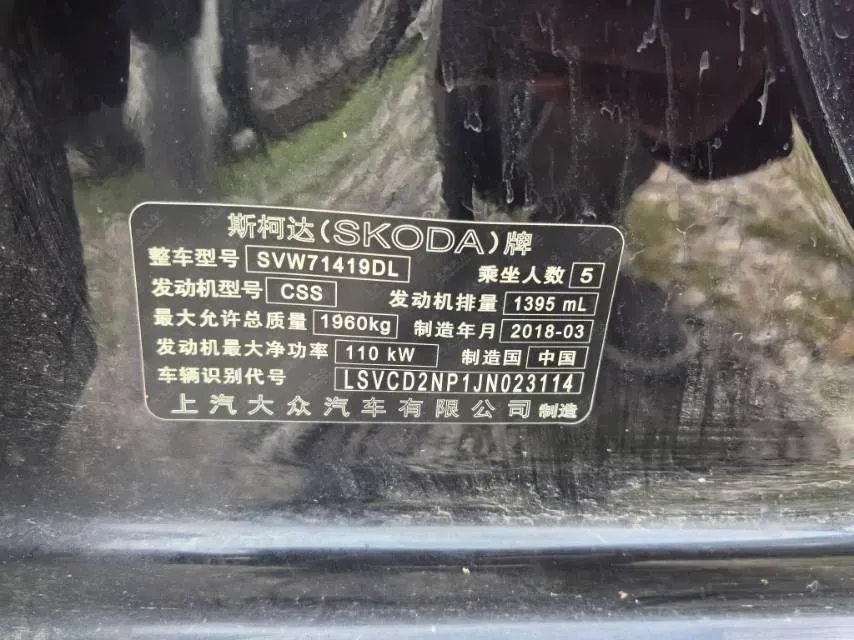 斯柯达(SKODA)牌
整车型号 SVW71419DL 乘坐人数 5
发动机型号 CSS 发动机排量 1395 mL
最大允许总质量 1960kg 制造年月 2018-03
发动机最大净功率 110 kW 制造国 中国
车辆识别代号 LSVCD2NP1JN023114
上汽大众汽车有限公司 制造